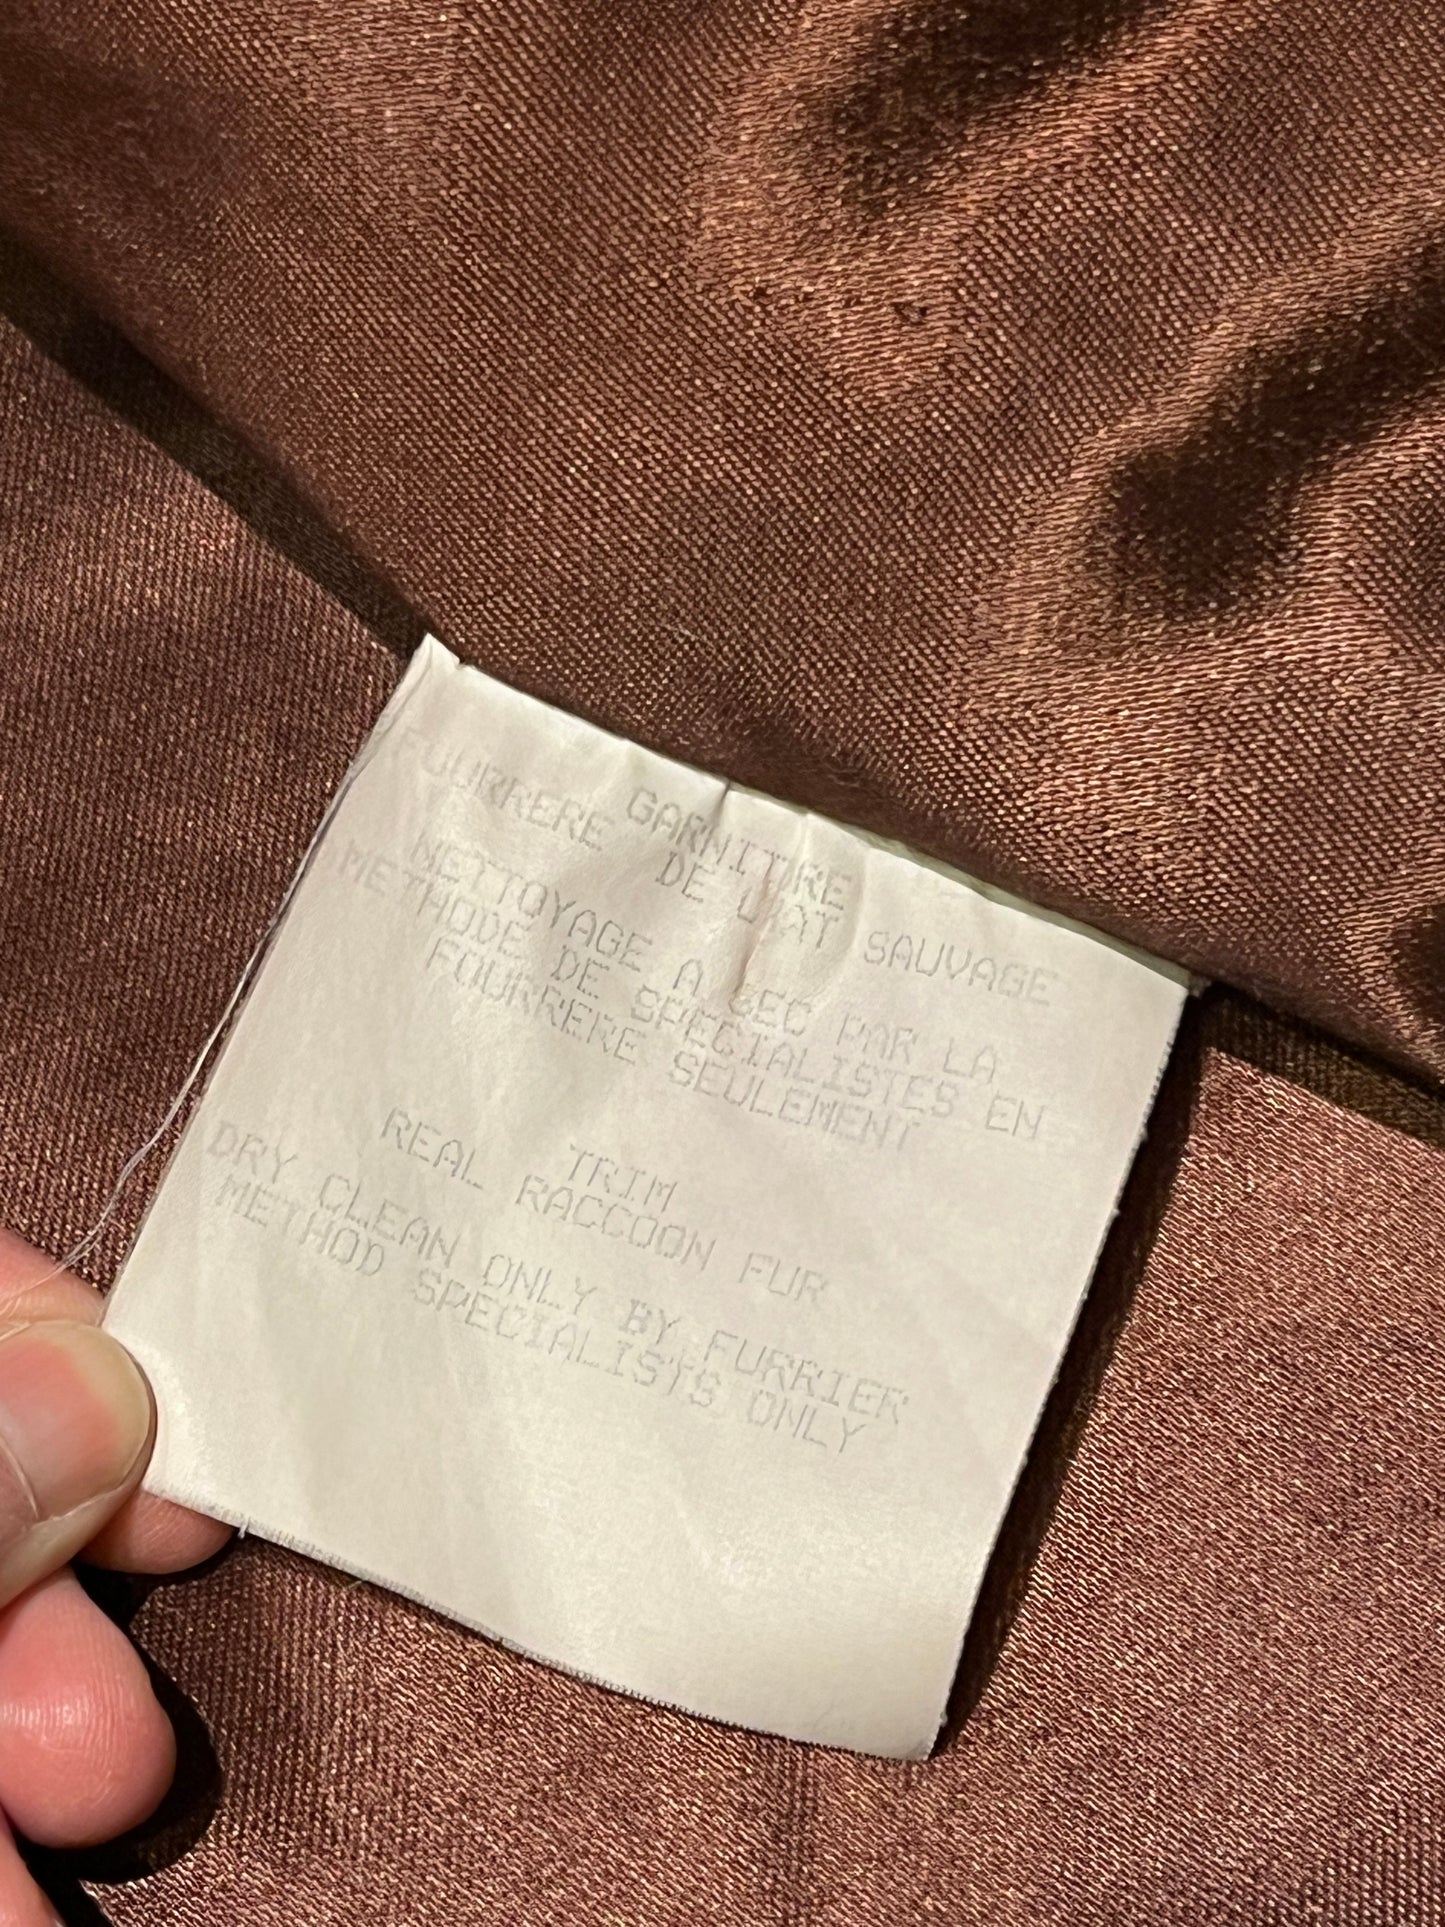 GARNITURE
FOURRERE DE CHAT SAUVAGE
NETTOYAGE A SEC PAR LA
METHODE DE SPECIALISTES EN
FOURRERE SEULEMENT
TRIM
REAL RACCOON FUR
DRY CLEAN ONLY BY FURRIER
METHOD SPECIALISTS ONLY